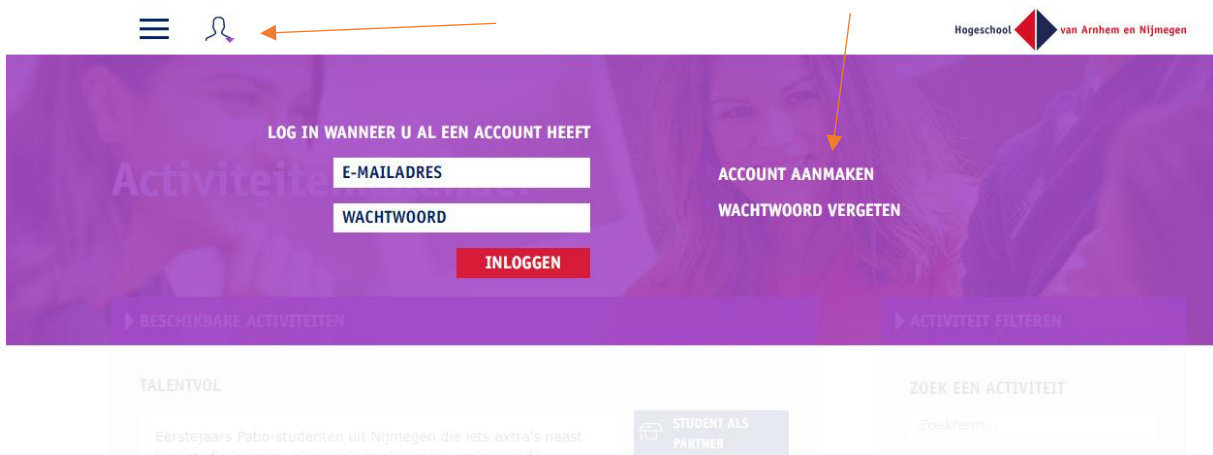 Hogeschool van Arnhem en Nijmegen
LOG IN WANNEER U AL EEN ACCOUNT HEEFT
Activiteiten
E-MAILADRES
WACHTWOORD
INLOGGEN
ACCOUNT AANMAKEN
WACHTWOORD VERGETEN
BESCHIKBARE ACTIVITEITEN
ACTIVITEIT FILTEREN
TALENTVOL
Eerstejaars Pabo-studenten uit Nijmegen die iets extra's naast
STUDENT ALS
PARTNER
ZOEK EEN ACTIVITEIT
Zoekterm...